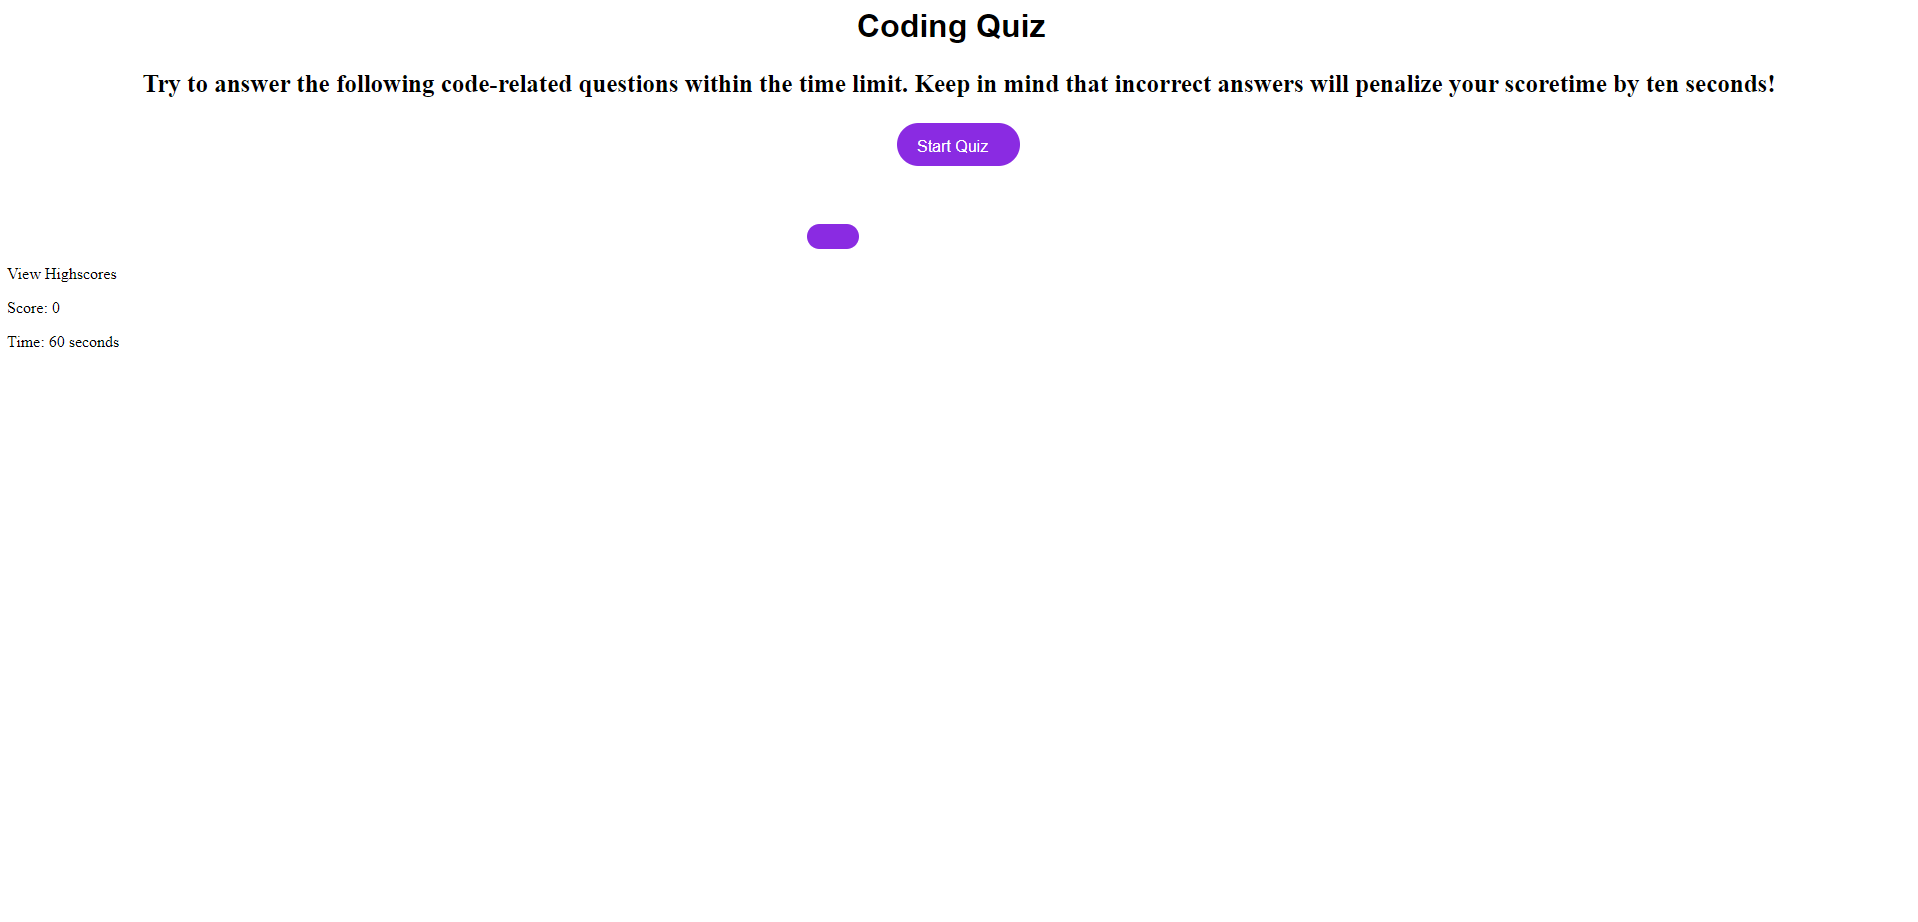 Coding Quiz
Try to answer the following code-related questions within the time limit. Keep in mind that incorrect answers will penalize your scoretime by ten seconds!
Start Quiz
View Highscores
Score: 0
Time: 60 seconds